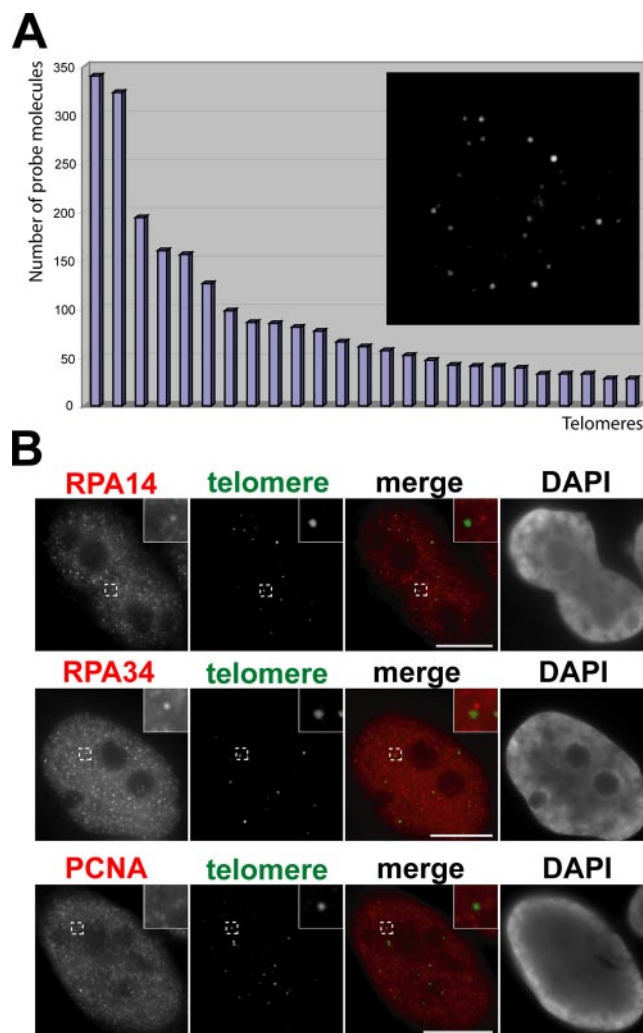 A
Number of probe molecules
350
300
250
200
150
100
50
0
Telomeres
B
RPA14 telomere merge DAPI
RPA34 telomere merge DAPI
PCNA telomere merge DAPI